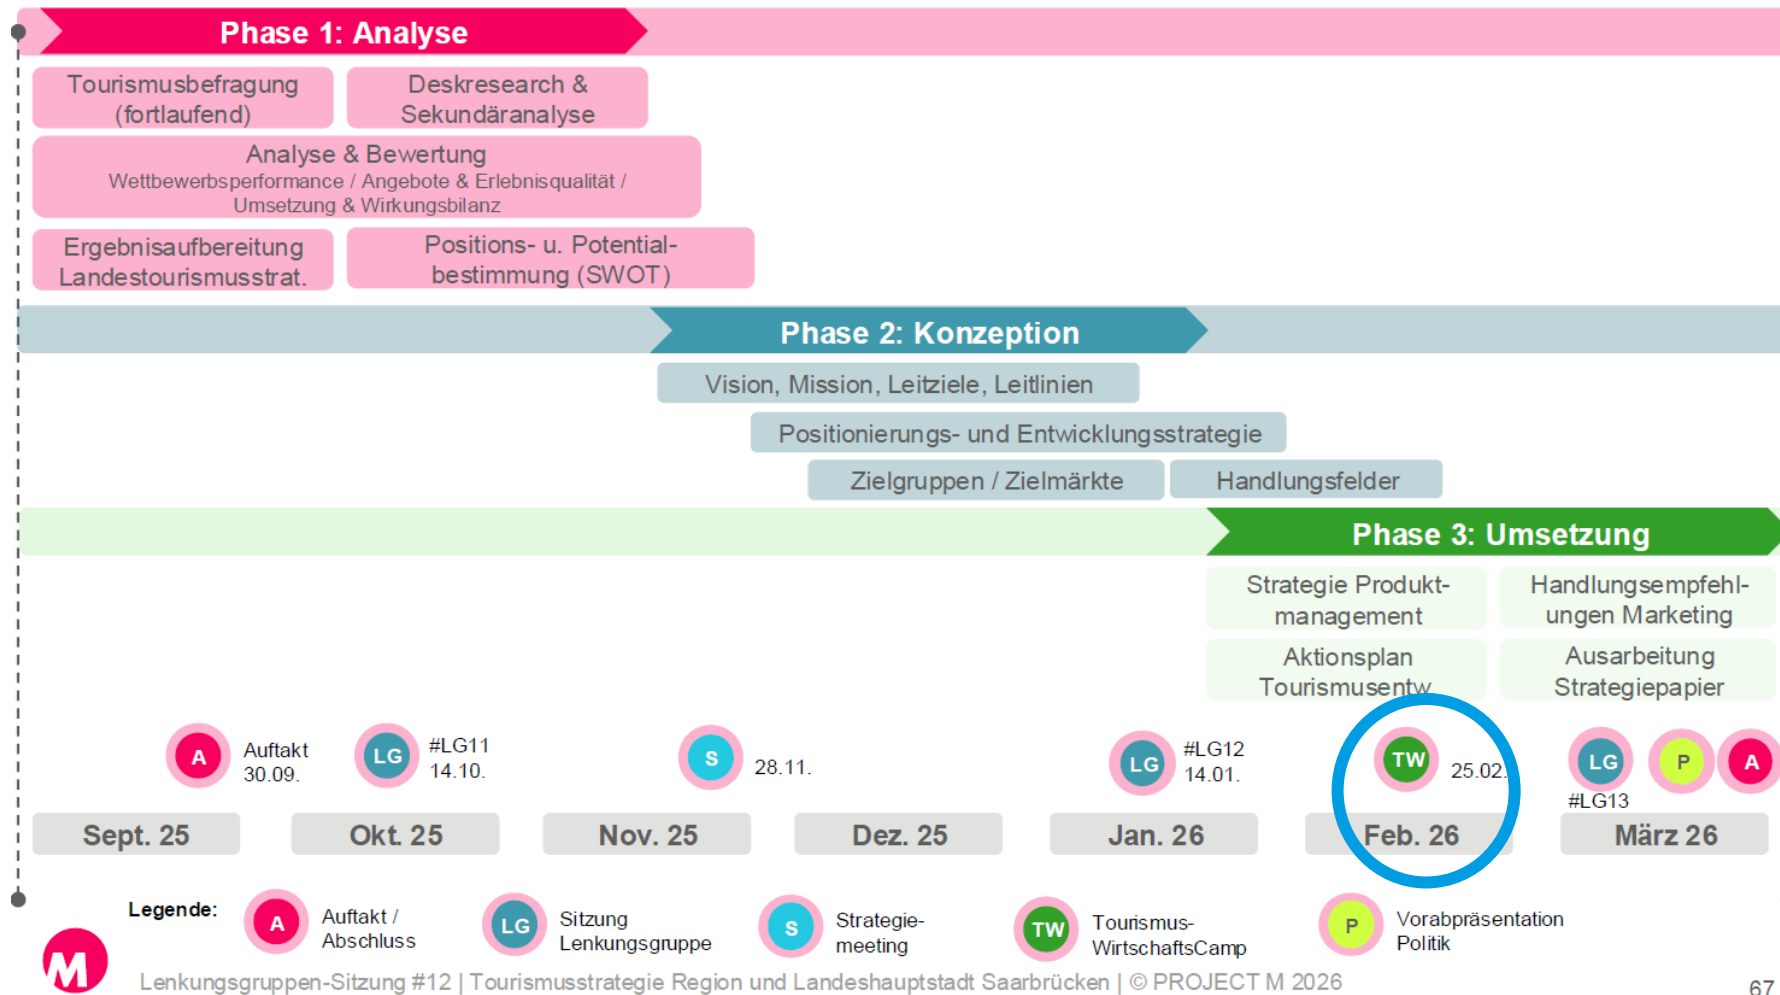 Phase 1: Analyse
Tourismusbefragung
(fortlaufend)
Deskresearch &
Sekundäranalyse
Analyse & Bewertung
Wettbewerbsperformance / Angebote & Erlebnisqualität /
Umsetzung & Wirkungsbilanz
Ergebnisaufbereitung
Landestourismusstrat.
Positions- u. Potential-
bestimmung (SWOT)
Phase 2: Konzeption
Vision, Mission, Leitziele, Leitlinien
Positionierungs- und Entwicklungsstrategie
Zielgruppen / Zielmärkte
Handlungsfelder
Phase 3: Umsetzung
Strategie Produkt-
management
Handlungsempfehl-
ungen Marketing
Aktionsplan
Tourismusentw.
Ausarbeitung
Strategiepapier
A
Auftakt
30.09.
LG
#LG11
14.10.
S
28.11.
LG
#LG12
14.01.
TW
25.02.
LG
#LG13
P
A
Sept. 25
Okt. 25
Nov. 25
Dez. 25
Jan. 26
Feb. 26
März 26
Legende:
A
Auftakt /
Abschluss
LG
Sitzung
Lenkungsgruppe
S
Strategie-
meeting
TW
Tourismus-
WirtschaftsCamp
P
Vorabpräsentation
Politik
M
Lenkungsgruppen-Sitzung #12 | Tourismusstrategie Region und Landeshauptstadt Saarbrücken | © PROJECT M 2026
67